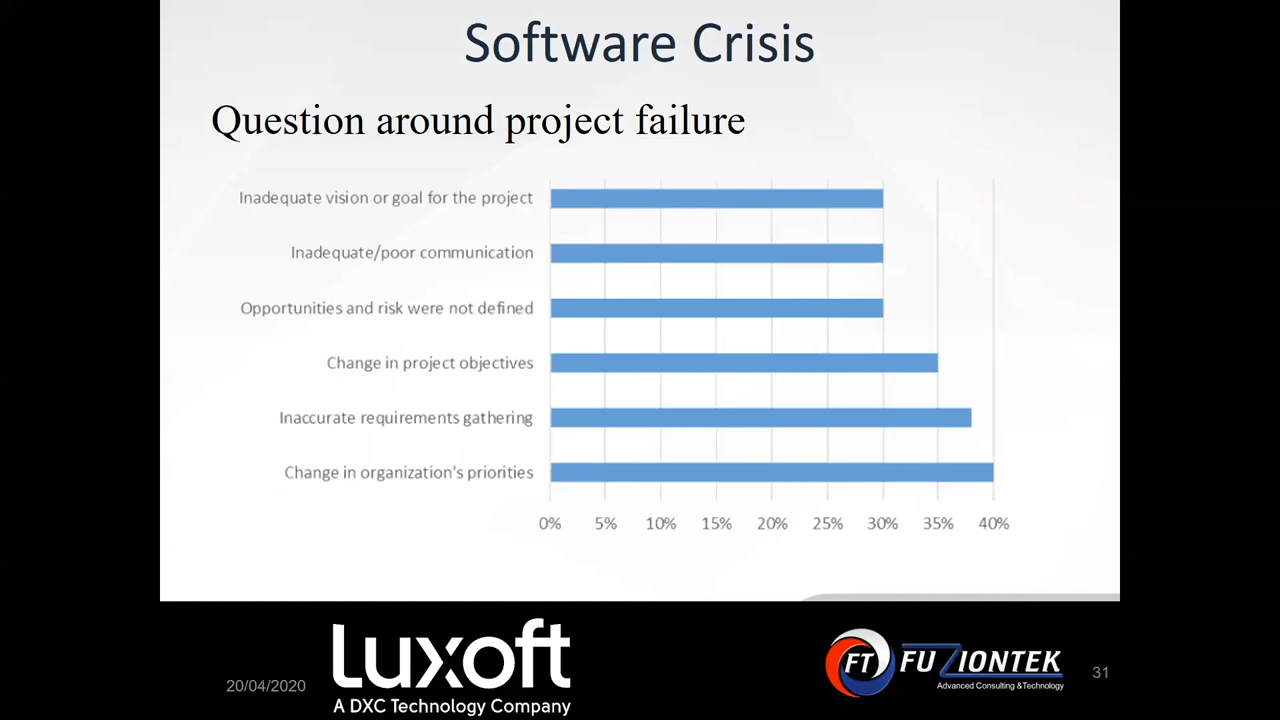 Software Crisis
Question around project failure
Inadequate vision or goal for the project
Inadequate/poor communication
Opportunities and risk were not defined
Change in project objectives
Inaccurate requirements gathering
Change in organization's priorities
0% 5% 10% 15% 20% 25% 30% 35% 40%
20/04/2020
Luxoft
A DXC Technology Company
FT FUZIONTEK
Advanced Consulting &Technology
31